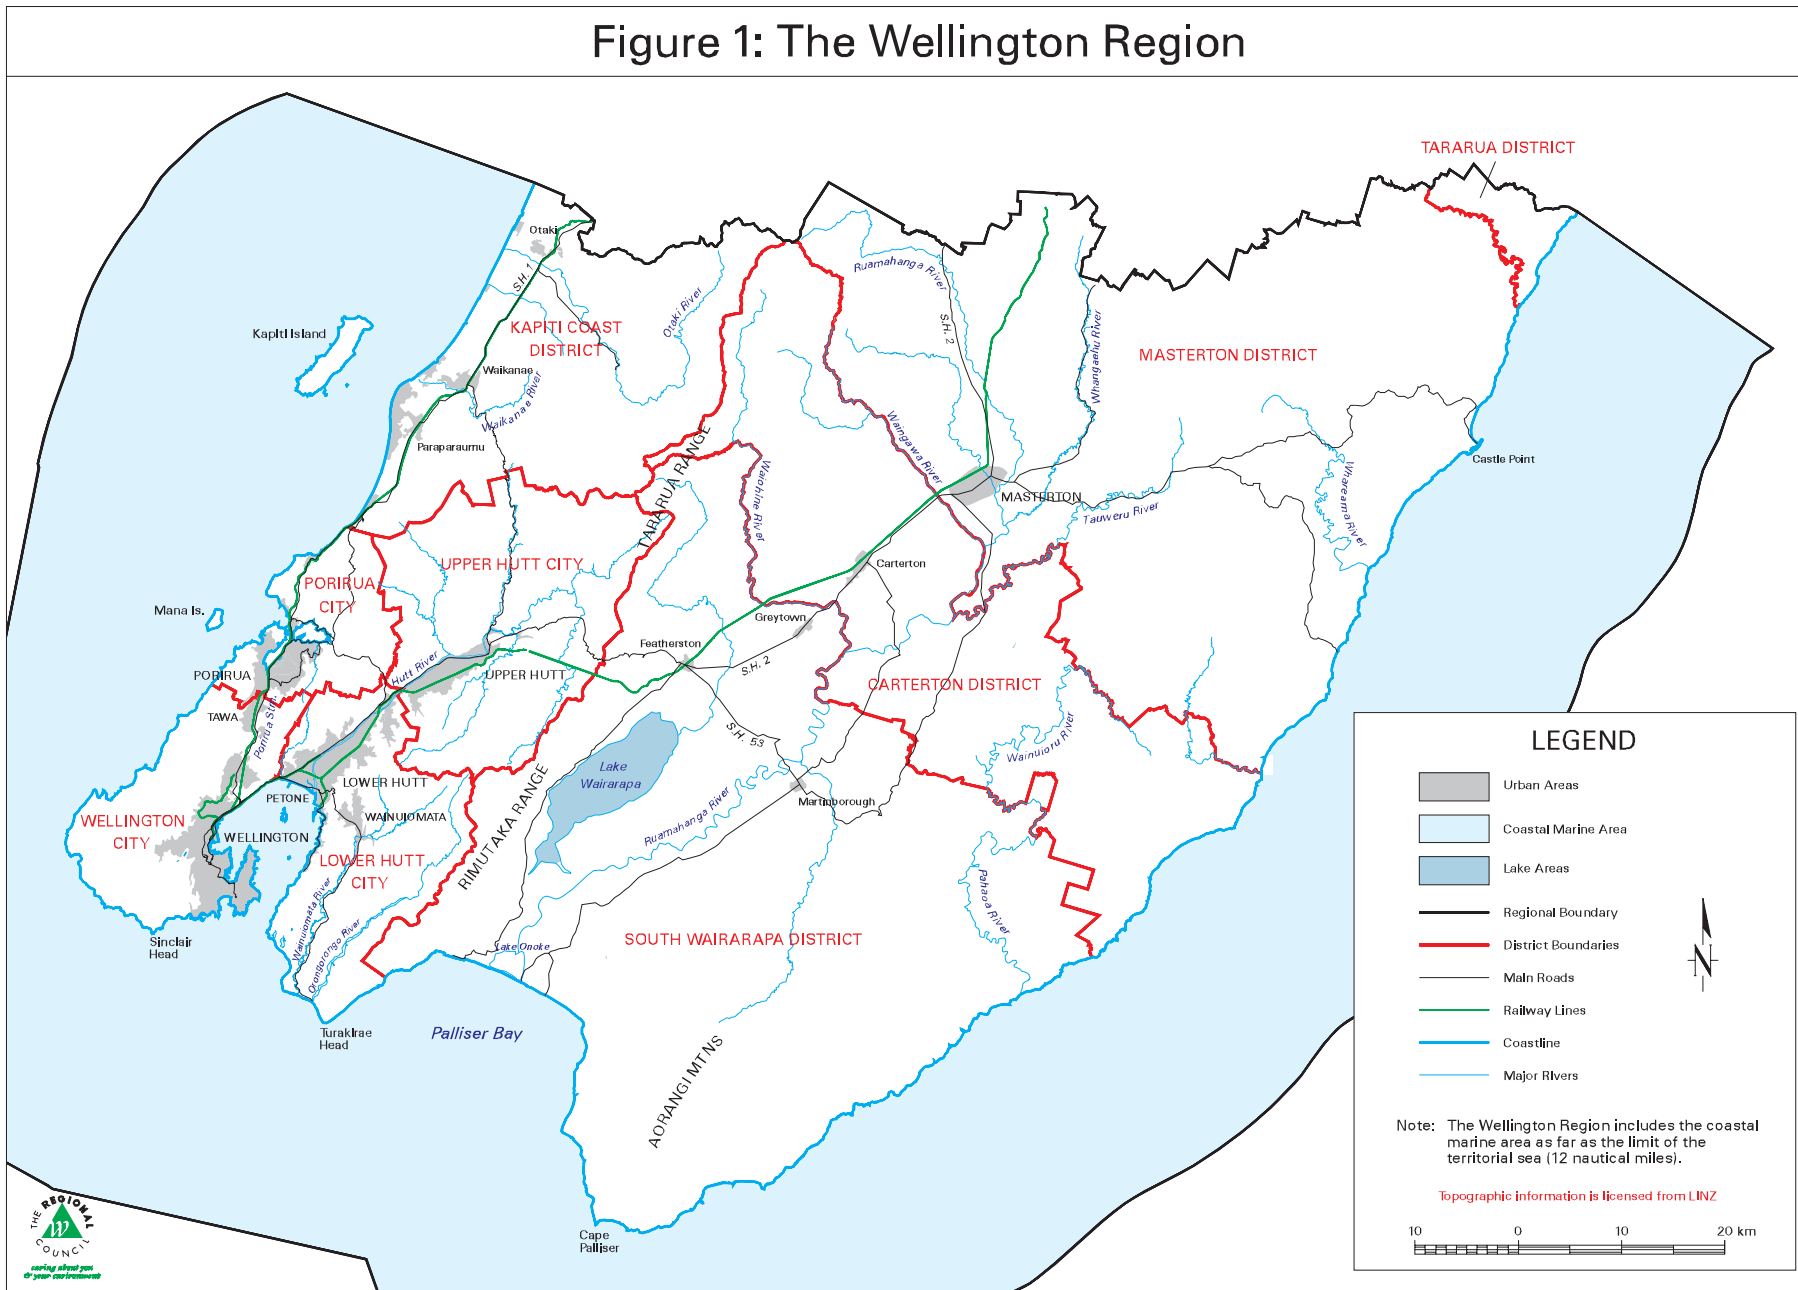 Figure 1: The Wellington Region
TARARUA DISTRICT
Otaki
S.H. 1
Ruamahanga River
Otaki River
S.H. 2
Kapiti Island
KAPITI COAST
DISTRICT
Whangaehu River
MASTERTON DISTRICT
Waikanae
Waikanae River
Paraparaumu
Waingawa River
TARARUA RANGE
Waiohine River
Castle Point
MASTERTON
Tauweru River
Whareama River
UPPER HUTT CITY
PORIRUA
CITY
Carterton
Mana Is.
Greytown
Featherston
S.H. 2
Hutt River
PORIRUA
UPPER HUTT
CARTERTON DISTRICT
TAWA
Porirua Stm.
S.H. 53
Wainuioru River
Lake
Wairarapa
LOWER HUTT
PETONE
Martinborough
WAINUIOMATA
WELLINGTON
CITY
WELLINGTON
RIMUTAKA RANGE
Ruamahanga River
LOWER HUTT
CITY
Pahaoa River
Wainuiomata River
Orongorongo River
Sinclair
Head
Lake Onoke
SOUTH WAIRARAPA DISTRICT
Turakirae
Head
Palliser Bay
AORANGI MTNS
Cape
Palliser
LEGEND
Urban Areas
Coastal Marine Area
Lake Areas
Regional Boundary
District Boundaries
Main Roads
Railway Lines
Coastline
Major Rivers
N
Note: The Wellington Region includes the coastal
marine area as far as the limit of the
territorial sea (12 nautical miles).
Topographic information is licensed from LINZ
10 0 10 20 km
THE REGIONAL COUNCIL
W
caring about you
& your environment